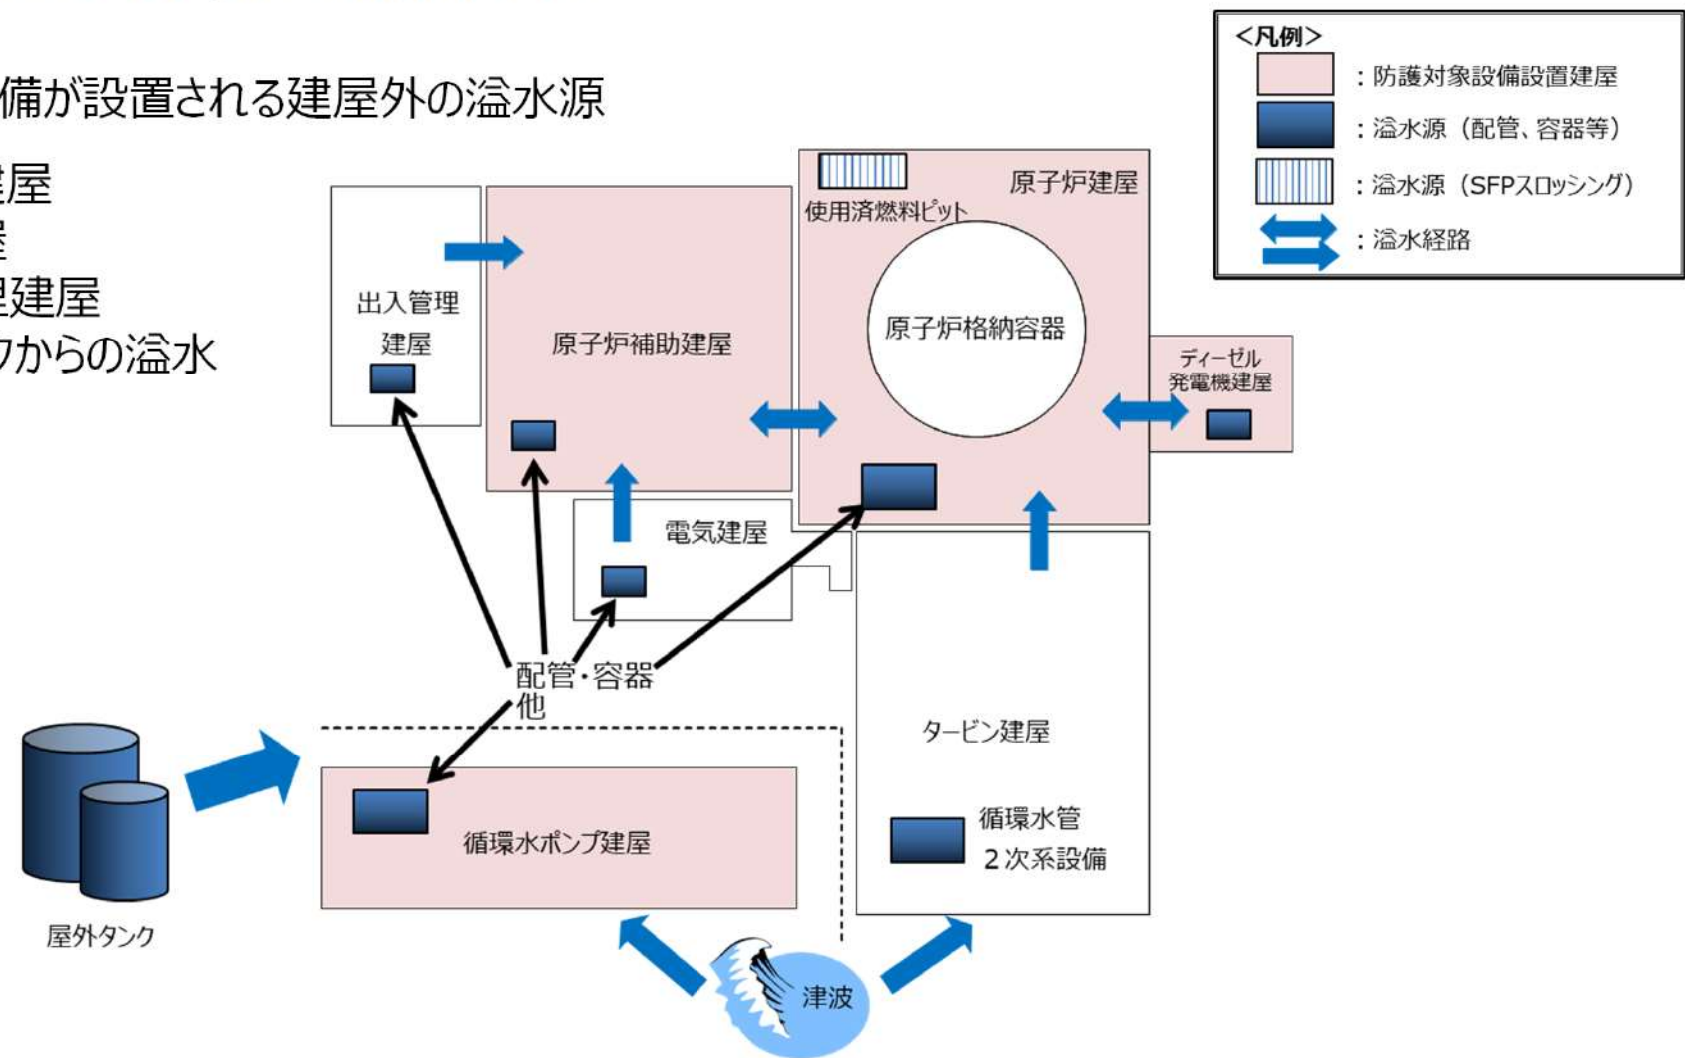 備が設置される建屋外の溢水源
建屋
屋
理建屋
クからの溢水
<凡例>
：防護対象設備設置建屋
：溢水源（配管、容器等）
：溢水源（SFPスロッシング）
：溢水経路
原子炉建屋
使用済燃料ピット
原子炉格納容器
出入管理
建屋
原子炉補助建屋
ディーゼル
発電機建屋
電気建屋
配管・容器
他
タービン建屋
循環水管
２次系設備
循環水ポンプ建屋
屋外タンク
津波